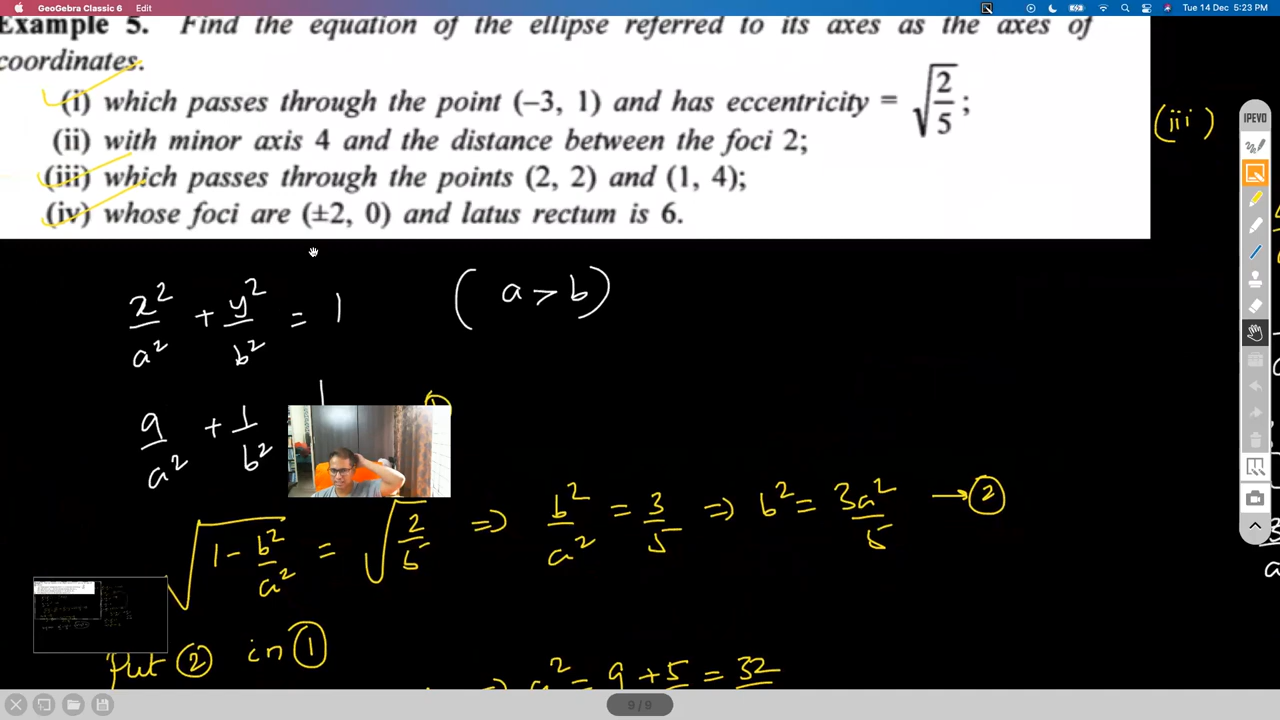 GeoGebra Classic 6 Edit Tue 14 Dec 5:23 PM
Example 5. Find the equation of the ellipse referred to its axes as the axes of
coordinates.
(i) which passes through the point (–3, 1) and has eccentricity = √(2/5);
(ii) with minor axis 4 and the distance between the foci 2;
(iii) which passes through the points (2, 2) and (1, 4);
(iv) whose foci are (±2, 0) and latus rectum is 6.
(iii)
IPEVO
x²/a² + y²/b² = 1 (a > b)
9/a² + 1/b²
√(1 - b²/a²) = √(2/5) => b²/a² = 3/5 => b² = 3a²/5 → ②
Put ② in ①
=> a² = 9 + 5 = 32
9 / 9